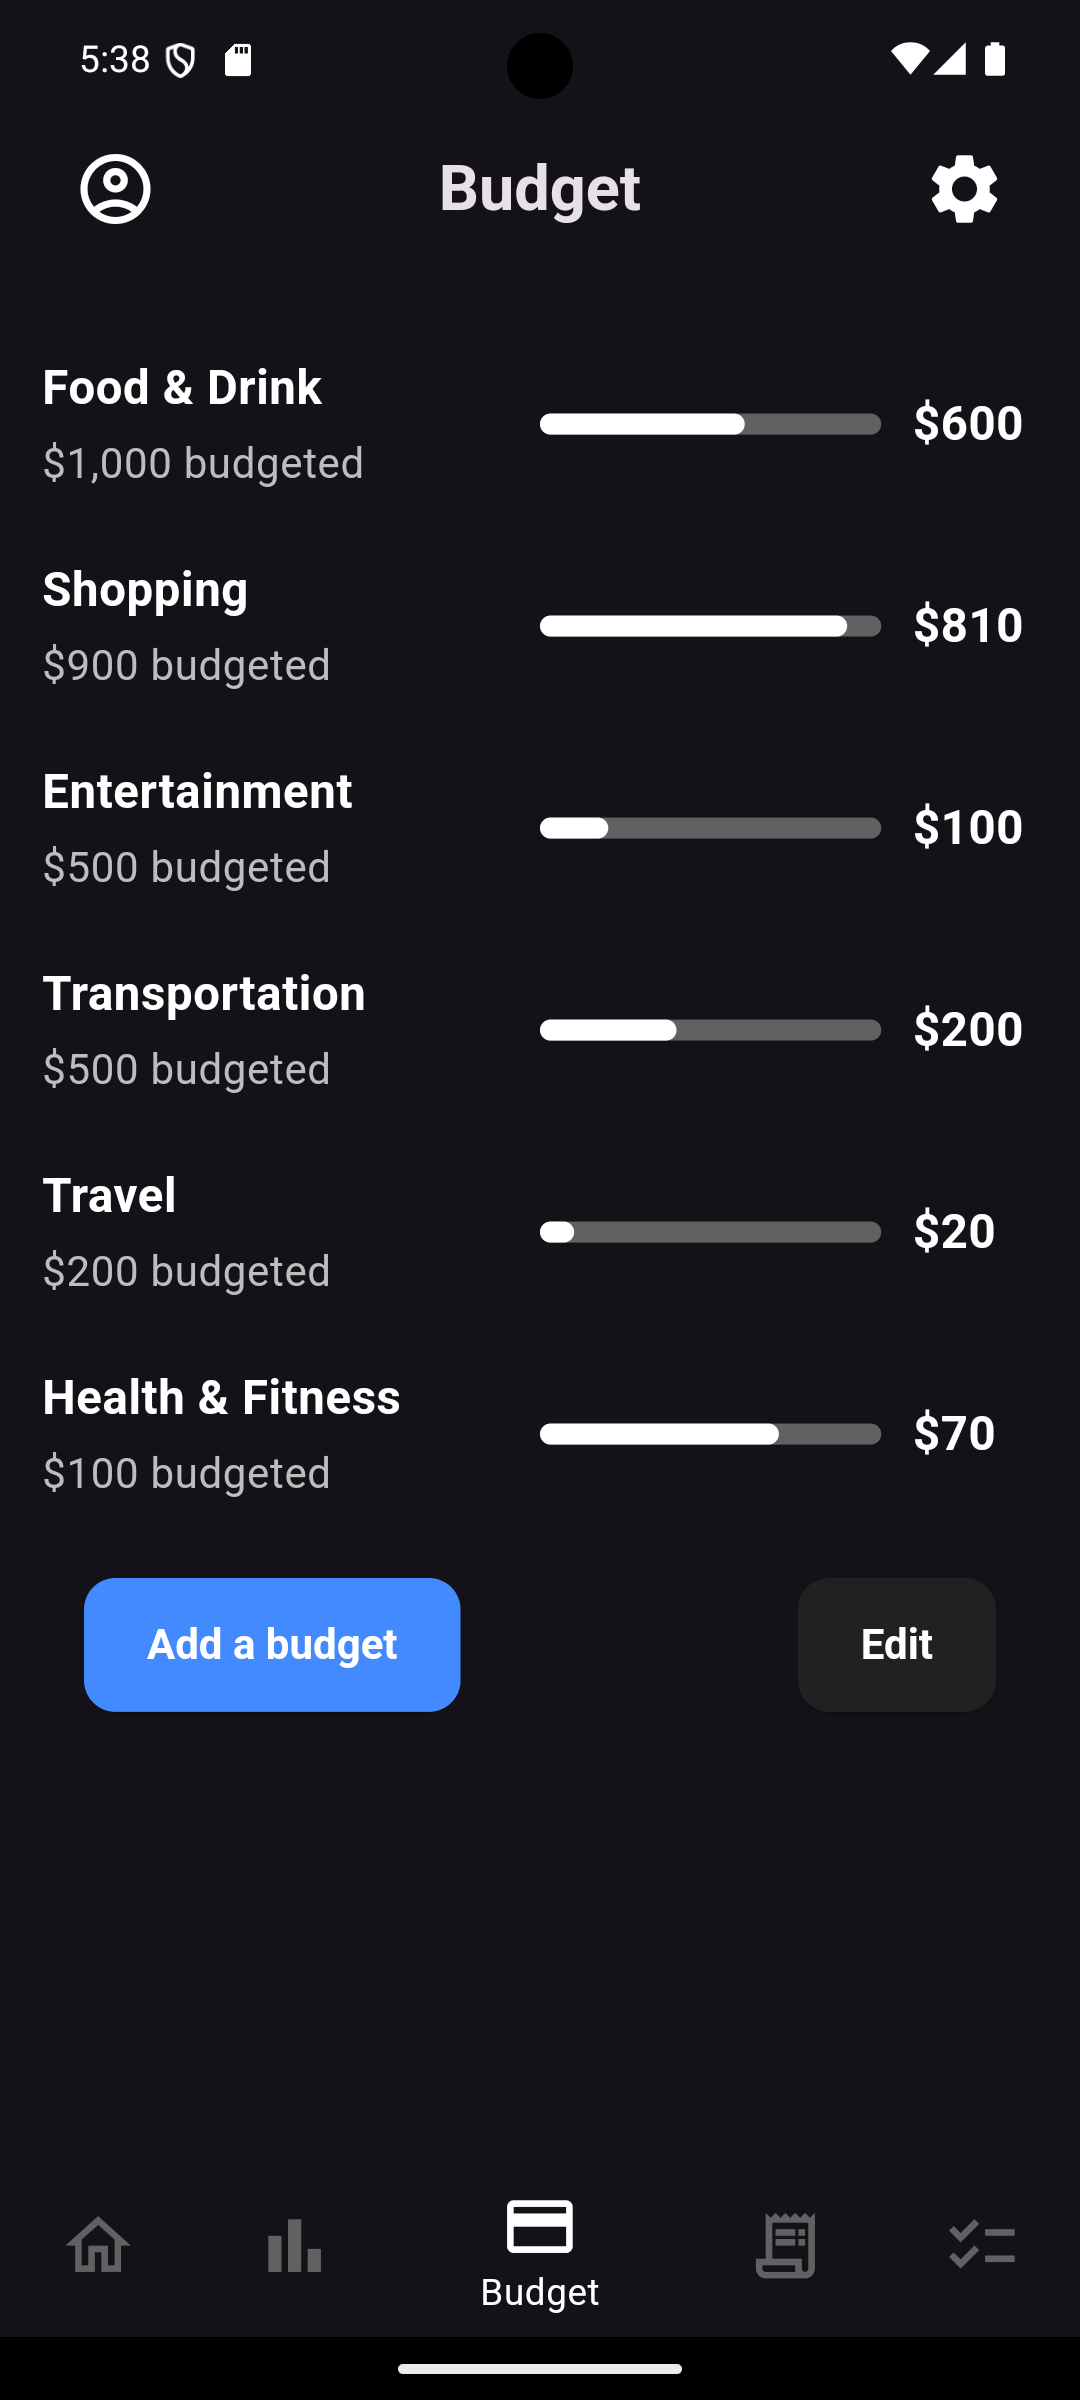 5:38
Budget
Food & Drink
$1,000 budgeted
$600
Shopping
$900 budgeted
$810
Entertainment
$500 budgeted
$100
Transportation
$500 budgeted
$200
Travel
$200 budgeted
$20
Health & Fitness
$100 budgeted
$70
Add a budget
Edit
Budget